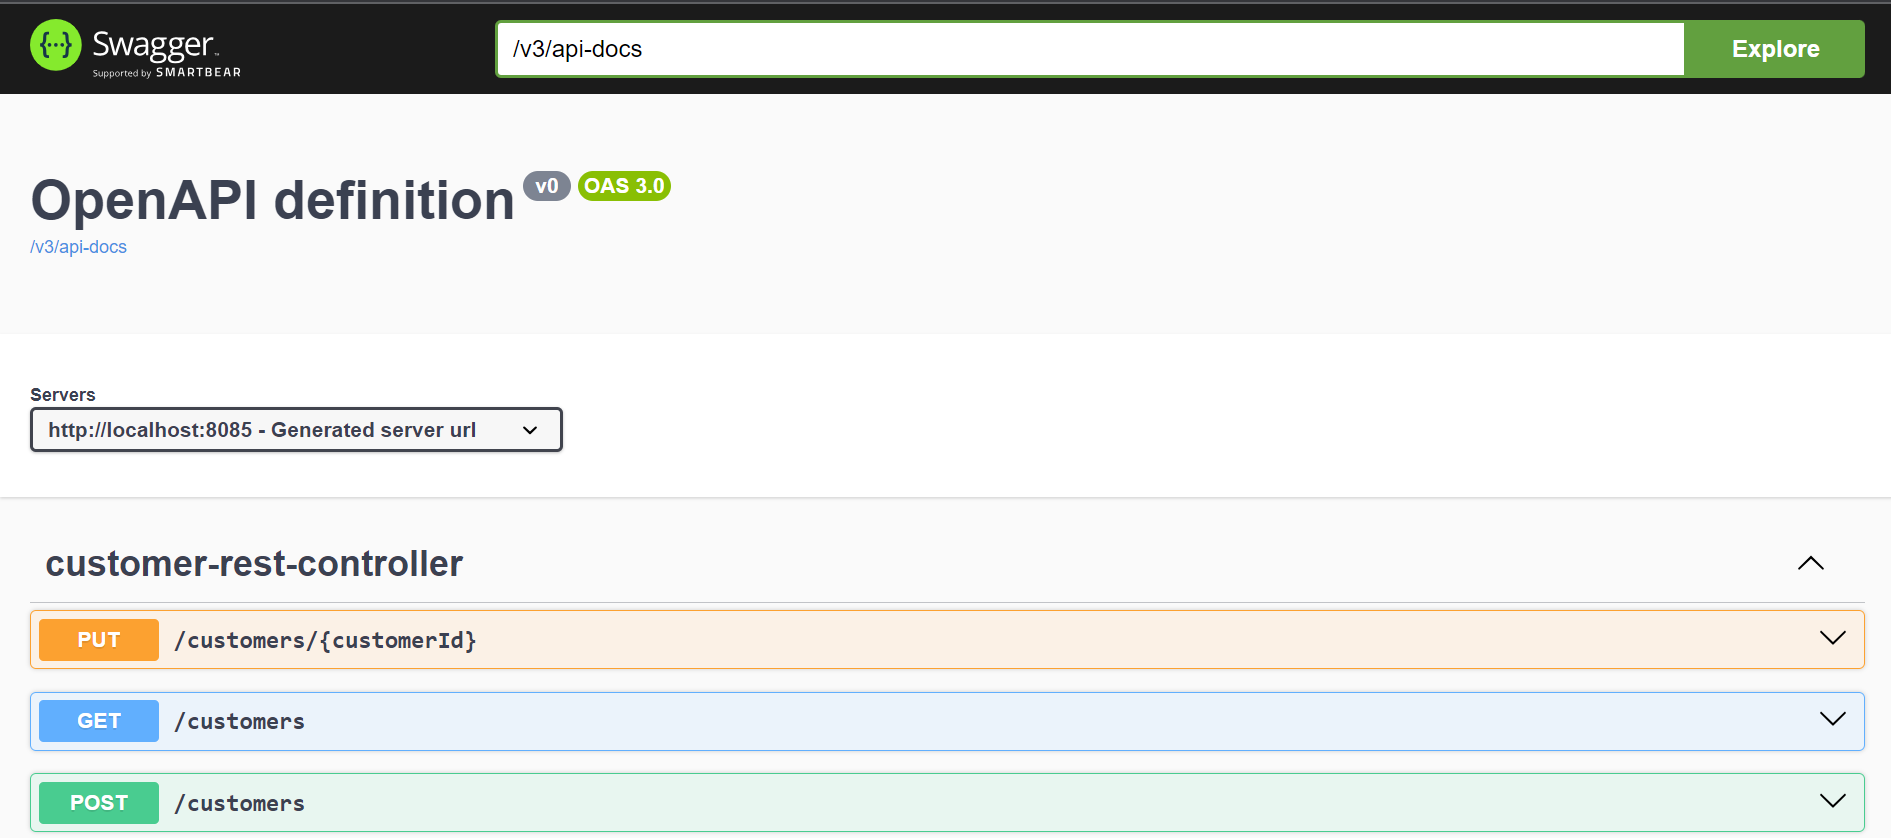 {···} Swagger™
Supported by SMARTBEAR
/v3/api-docs
Explore
OpenAPI definition v0 OAS 3.0
/v3/api-docs
Servers
http://localhost:8085 - Generated server url
customer-rest-controller
PUT /customers/{customerId}
GET /customers
POST /customers